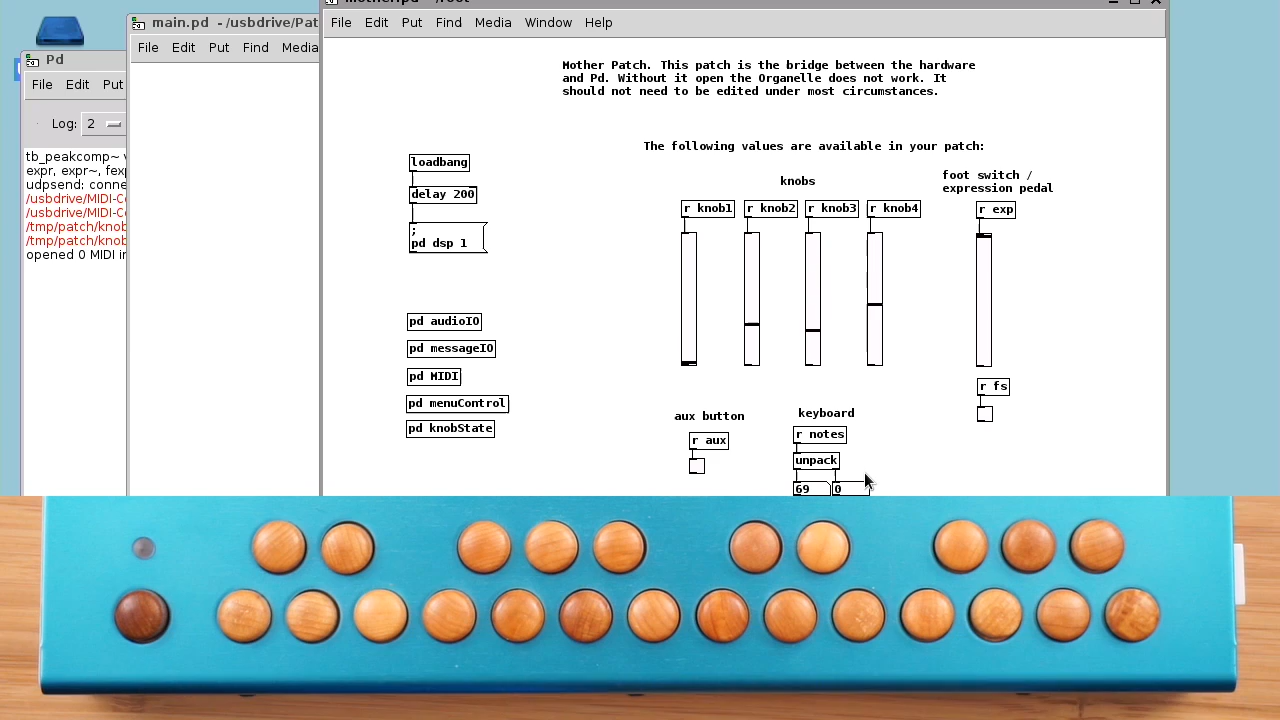 mother.pd - /root
main.pd - /usbdrive/Pat
File Edit Put Find Media Window Help
File Edit Put Find Media
Pd
File Edit Put
Log: 2
tb_peakcomp~ v
expr, expr~, fexp
udpsend: conne
/usbdrive/MIDI-Co
/usbdrive/MIDI-Co
/tmp/patch/knob
/tmp/patch/knob
opened 0 MIDI in
Mother Patch. This patch is the bridge between the hardware
and Pd. Without it open the Organelle does not work. It
should not need to be edited under most circumstances.
The following values are available in your patch:
loadbang
delay 200
;
pd dsp 1
pd audioIO
pd messageIO
pd MIDI
pd menuControl
pd knobState
knobs
r knob1 r knob2 r knob3 r knob4
foot switch /
expression pedal
r exp
r fs
aux button
r aux
keyboard
r notes
unpack
69 0